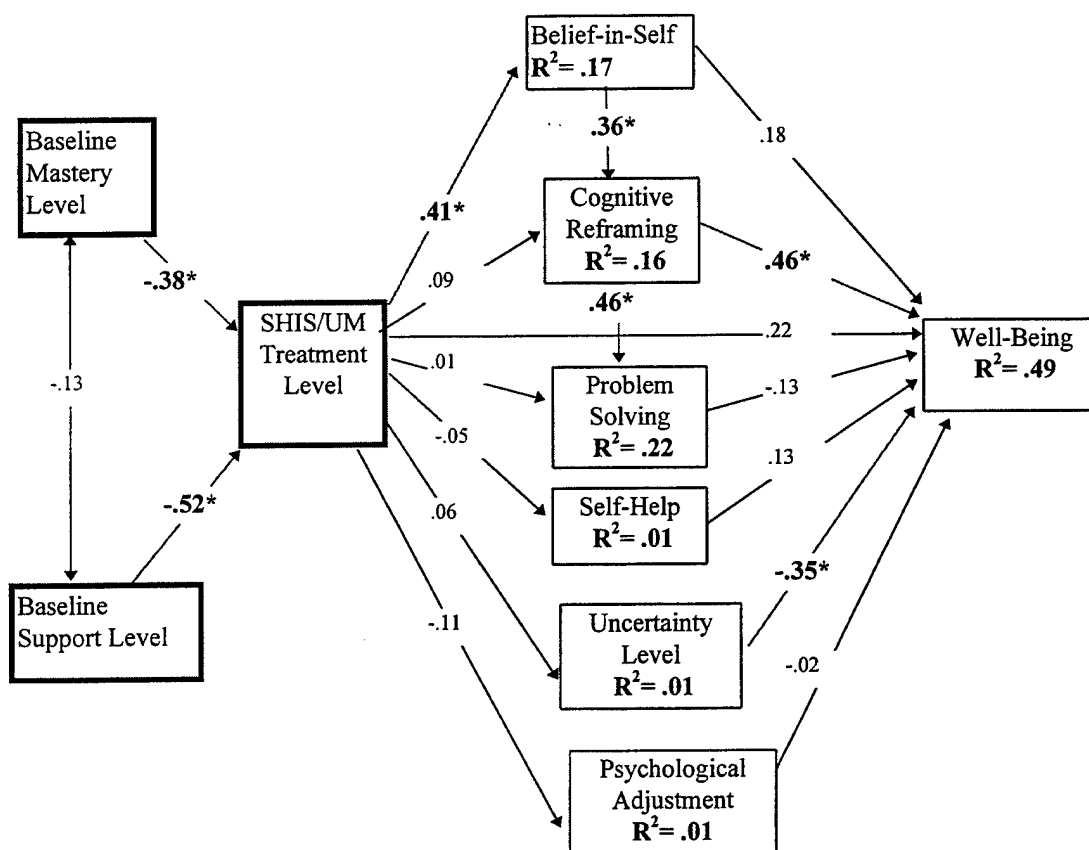 Belief-in-Self
R²= .17
.36*
.18
Baseline
Mastery
Level
.41*
Cognitive
Reframing
R²= .16
-.38*
.09
.46*
.46*
SHIS/UM
Treatment
Level
.22
Well-Being
R²= .49
-.13
.01
Problem
Solving
R²= .22
-.13
-.05
.13
Self-Help
R²= .01
-.52*
.06
-.35*
Baseline
Support Level
-.11
Uncertainty
Level
R²= .01
-.02
Psychological
Adjustment
R²= .01